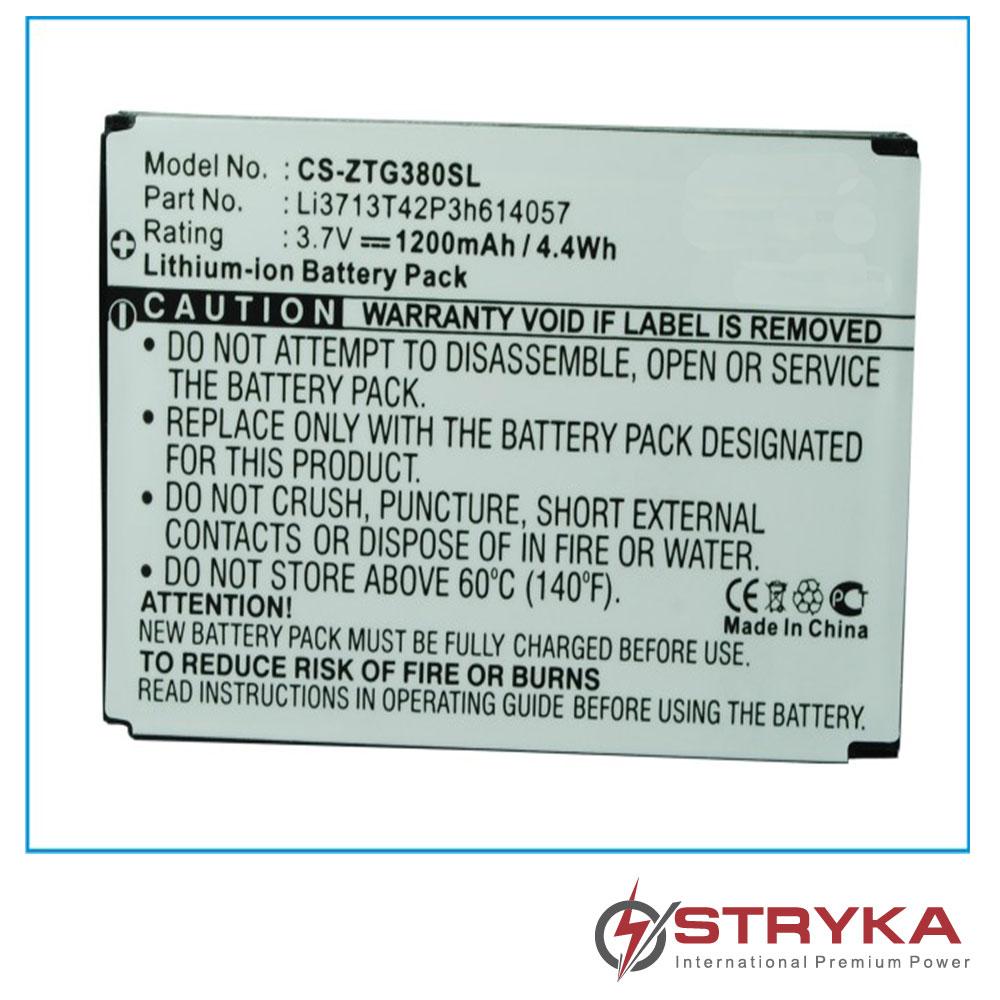 Model No. : CS-ZTG380SL
Part No. : Li3713T42P3h614057
Rating : 3.7V 1200mAh / 4.4Wh
Lithium-ion Battery Pack
CAUTION WARRANTY VOID IF LABEL IS REMOVED
• DO NOT ATTEMPT TO DISASSEMBLE, OPEN OR SERVICE
THE BATTERY PACK.
• REPLACE ONLY WITH THE BATTERY PACK DESIGNATED
FOR THIS PRODUCT.
• DO NOT CRUSH, PUNCTURE, SHORT EXTERNAL
CONTACTS OR DISPOSE OF IN FIRE OR WATER.
• DO NOT STORE ABOVE 60°C (140°F).
ATTENTION!
CE
Made In China
NEW BATTERY PACK MUST BE FULLY CHARGED BEFORE USE.
TO REDUCE RISK OF FIRE OR BURNS
READ INSTRUCTIONS IN OPERATING GUIDE BEFORE USING THE BATTERY.
STRYKA
International Premium Power